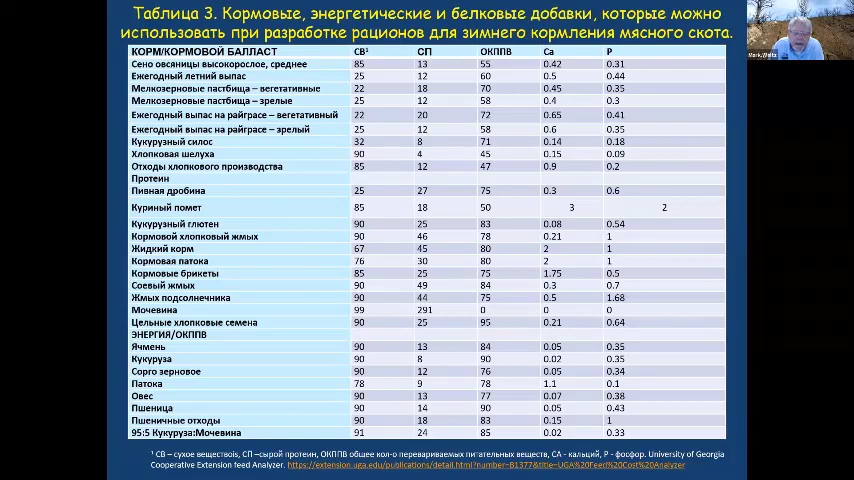 Таблица 3. Кормовые, энергетические и белковые добавки, которые можно
использовать при разработке рационов для зимнего кормления мясного скота.
Mark Weltz
КОРМ/КОРМОВОЙ БАЛЛАСТ СВ¹ СП ОКППВ Ca P
Сено овсяницы высокорослое, среднее 85 13 55 0.42 0.31
Ежегодный летний выпас 25 12 60 0.5 0.44
Мелкозерновые пастбища – вегетативные 22 18 70 0.45 0.35
Мелкозерновые пастбища – зрелые 25 12 58 0.4 0.3
Ежегодный выпас на райграсе – вегетативный 22 20 72 0.65 0.41
Ежегодный выпас на райграсе – зрелый 25 12 58 0.6 0.35
Кукурузный силос 32 8 71 0.14 0.18
Хлопковая шелуха 90 4 45 0.15 0.09
Отходы хлопкового производства 85 12 47 0.9 0.2
Протеин
Пивная дробина 25 27 75 0.3 0.6
Куриный помет 85 18 50 3 2
Кукурузный глютен 90 25 83 0.08 0.54
Кормовой хлопковый жмых 90 46 78 0.21 1
Жидкий корм 67 45 80 2 1
Кормовая патока 76 30 80 2 1
Кормовые брикеты 85 25 75 1.75 0.5
Соевый жмых 90 49 84 0.3 0.7
Жмых подсолнечника 90 44 75 0.5 1.68
Мочевина 99 291 0 0 0
Цельные хлопковые семена 90 25 95 0.21 0.64
ЭНЕРГИЯ/ОКППВ
Ячмень 90 13 84 0.05 0.35
Кукуруза 90 8 90 0.02 0.35
Сорго зерновое 90 12 76 0.05 0.34
Патока 78 9 78 1.1 0.1
Овес 90 13 77 0.07 0.38
Пшеница 90 14 90 0.05 0.43
Пшеничные отходы 90 18 83 0.15 1
95:5 Кукуруза:Мочевина 91 24 85 0.02 0.33
¹ СВ – сухое веществоis, СП –сырой протеин, ОКППВ общее кол-о перевариваемых питательных веществ, СА - кальций, Р - фосфор. University of Georgia
Cooperative Extension feed Analyzer. https://extension.uga.edu/publications/detail.html?number=B1377&title=UGA%20Feed%20Cost%20Analyzer